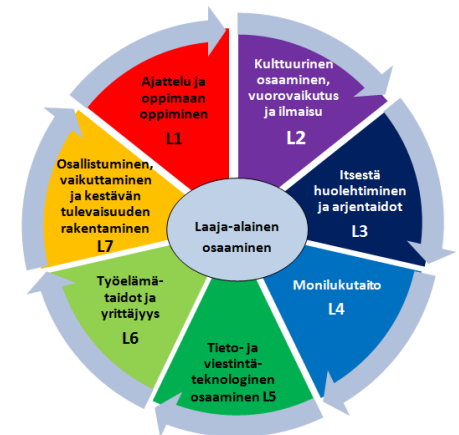 Ajattelu ja
oppimaan
oppiminen
L1
Kulttuurinen
osaaminen,
vuorovaikutus
ja ilmaisu
L2
Itsestä
huolehtiminen
ja arjentaidot
L3
Monilukutaito
L4
Tieto- ja
viestintä-
teknologinen
osaaminen L5
Työelämä-
taidot ja
yrittäjyys
L6
Osallistuminen,
vaikuttaminen
ja kestävän
tulevaisuuden
rakentaminen
L7
Laaja-alainen
osaaminen